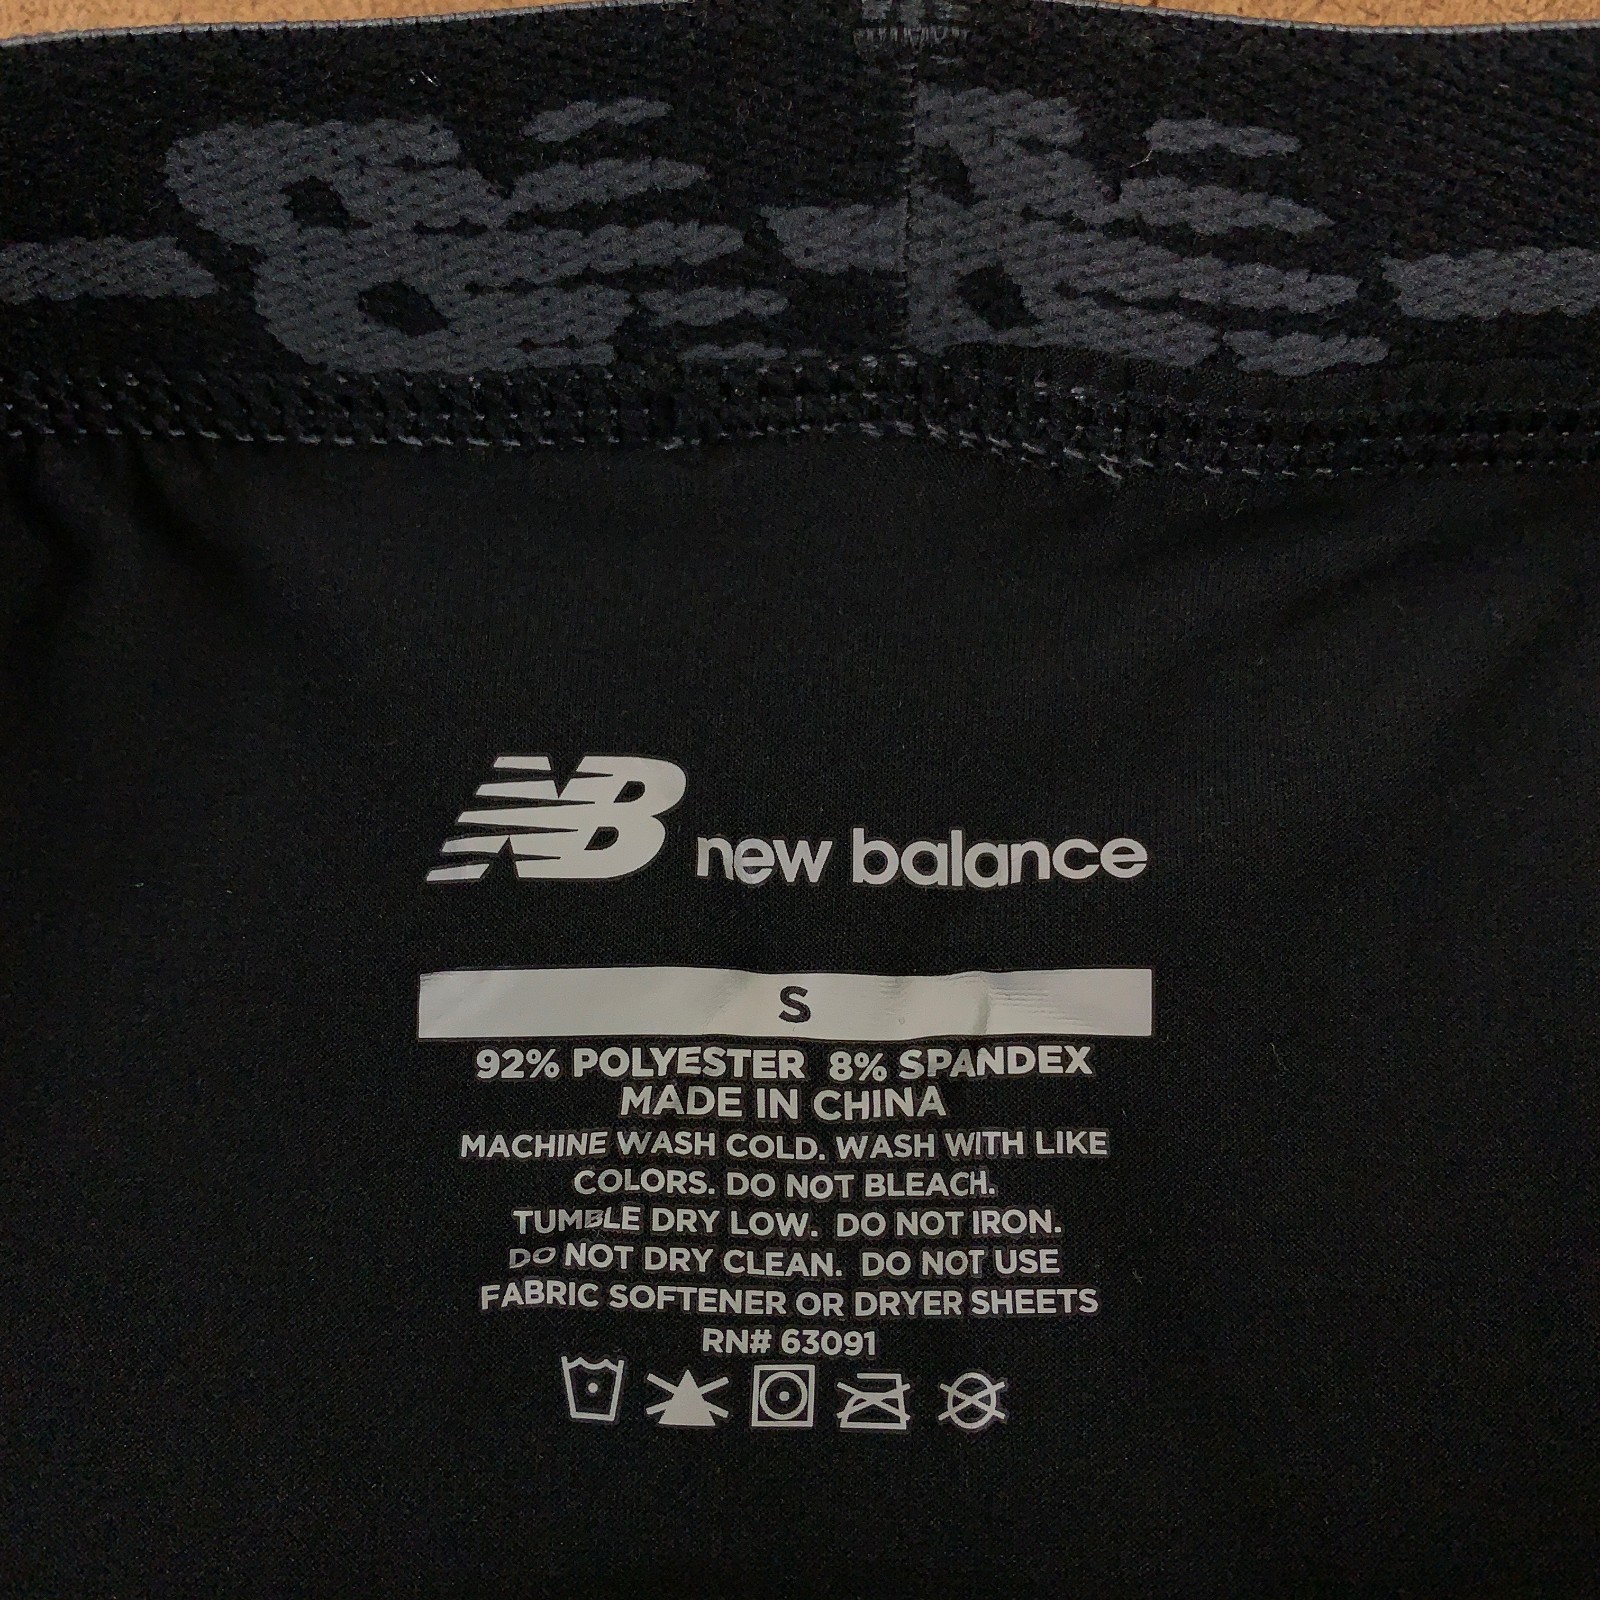 NB new balance
S
92% POLYESTER 8% SPANDEX
MADE IN CHINA
MACHINE WASH COLD. WASH WITH LIKE
COLORS. DO NOT BLEACH.
TUMBLE DRY LOW. DO NOT IRON.
DO NOT DRY CLEAN. DO NOT USE
FABRIC SOFTENER OR DRYER SHEETS
RN# 63091